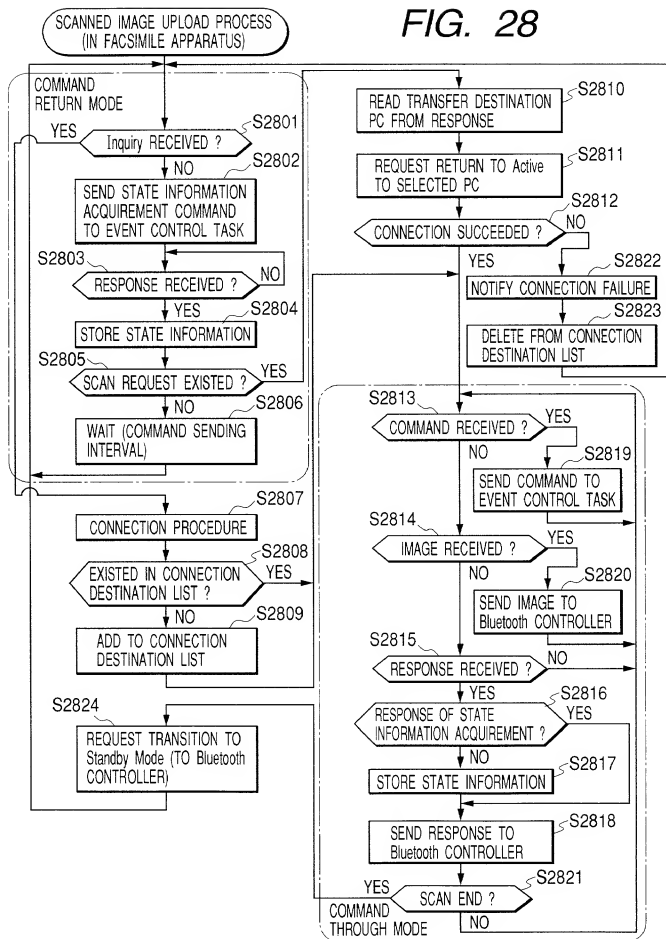 SCANNED IMAGE UPLOAD PROCESS
(IN FACSIMILE APPARATUS)
FIG. 28
COMMAND
RETURN MODE
S2801
YES
Inquiry RECEIVED ?
NO
S2802
SEND STATE INFORMATION
ACQUIREMENT COMMAND
TO EVENT CONTROL TASK
S2803
RESPONSE RECEIVED ?
NO
YES
S2804
STORE STATE INFORMATION
S2805
SCAN REQUEST EXISTED ?
YES
NO
S2806
WAIT (COMMAND SENDING
INTERVAL)
S2807
CONNECTION PROCEDURE
S2808
EXISTED IN CONNECTION
DESTINATION LIST ?
YES
NO
S2809
ADD TO CONNECTION
DESTINATION LIST
S2824
REQUEST TRANSITION TO
Standby Mode (TO Bluetooth
CONTROLLER)
S2810
READ TRANSFER DESTINATION
PC FROM RESPONSE
S2811
REQUEST RETURN TO Active
TO SELECTED PC
S2812
CONNECTION SUCCEEDED ?
NO
YES
S2822
NOTIFY CONNECTION FAILURE
S2823
DELETE FROM CONNECTION
DESTINATION LIST
S2813
COMMAND RECEIVED ?
YES
NO
S2819
SEND COMMAND TO
EVENT CONTROL TASK
S2814
IMAGE RECEIVED ?
YES
NO
S2820
SEND IMAGE TO
Bluetooth CONTROLLER
S2815
RESPONSE RECEIVED ?
NO
YES
S2816
RESPONSE OF STATE
INFORMATION ACQUIREMENT ?
YES
NO
S2817
STORE STATE INFORMATION
S2818
SEND RESPONSE TO
Bluetooth CONTROLLER
S2821
YES
SCAN END ?
NO
COMMAND
THROUGH MODE